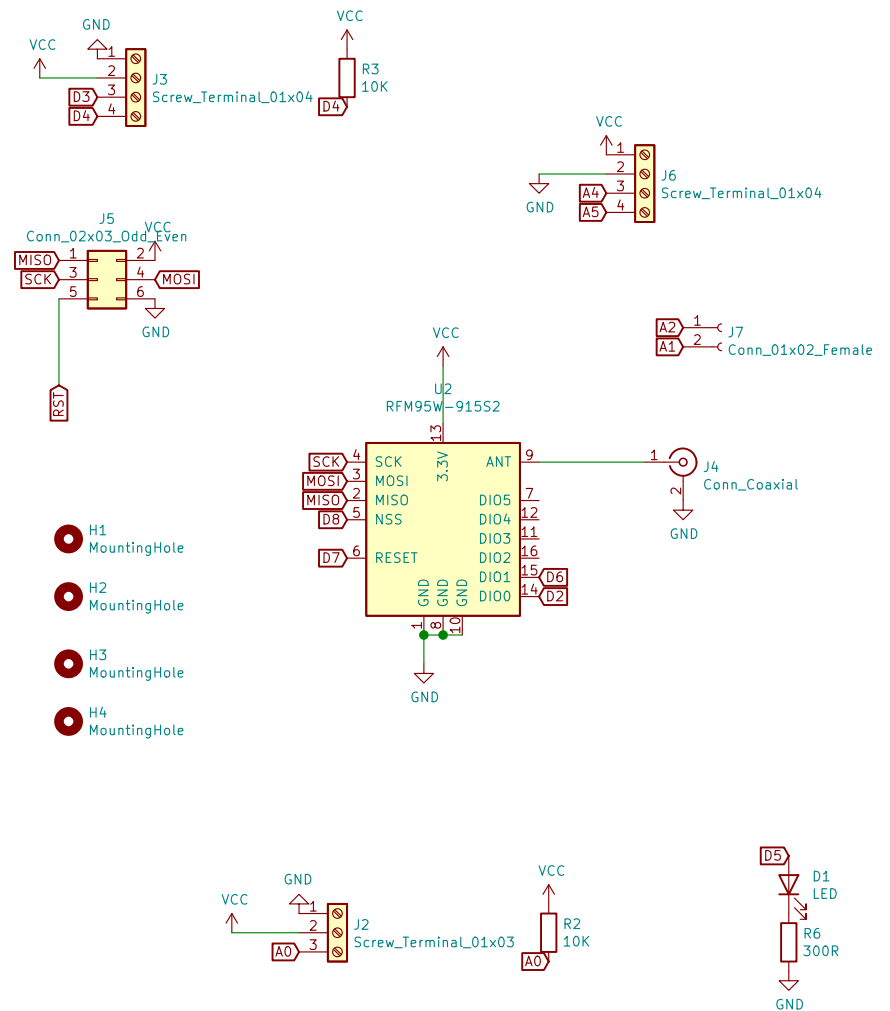 GND
VCC
1
2
D3 3
D4 4
J3
Screw_Terminal_01x04
VCC
R3
10K
D4
VCC
1
2
A4 3
A5 4
GND
J6
Screw_Terminal_01x04
J5
VCC
Conn_02x03_Odd_Even
MISO 1 2
SCK 3 4 MOSI
5 6
GND
RST
A2 1
A1 2
J7
Conn_01x02_Female
VCC
U2
RFM95W-915S2
13
3.3V
SCK 4 SCK ANT 9
MOSI 3 MOSI
MISO 2 MISO DIO5 7
D8 5 NSS DIO4 12
DIO3 11
D7 6 RESET DIO2 16
DIO1 15 D6
DIO0 14 D2
GND GND GND
1 8 10
GND
1
2
J4
Conn_Coaxial
GND
H1
MountingHole
H2
MountingHole
H3
MountingHole
H4
MountingHole
GND
VCC
1
2
A0 3
J2
Screw_Terminal_01x03
VCC
R2
10K
A0
D5
D1
LED
R6
300R
GND